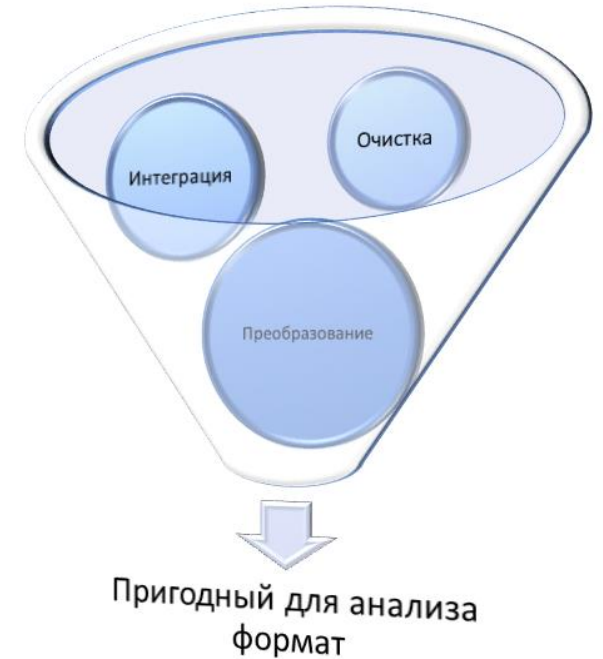 Очистка
Интеграция
Преобразование
Пригодный для анализа
формат